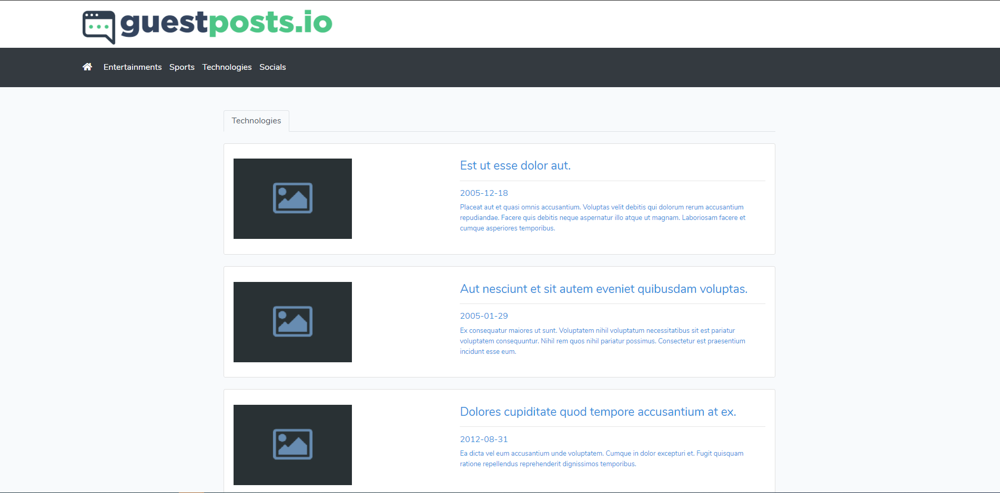 guestposts.io
Entertainments Sports Technologies Socials
Technologies
Est ut esse dolor aut.
2005-12-18
Placeat aut et quasi omnis accusantium. Voluptas velit debitis qui dolorum rerum accusantium
repudiandae. Facere quis debitis neque aspernatur illo atque ut magnam. Laboriosam facere et
cumque asperiores temporibus.
Aut nesciunt et sit autem eveniet quibusdam voluptas.
2005-01-29
Ex consequatur maiores ut sunt. Voluptatem nihil voluptatum necessitatibus sit est pariatur
voluptatem consequuntur. Nihil rem quos nihil pariatur possimus. Consectetur est praesentium
incidunt esse eum.
Dolores cupiditate quod tempore accusantium at ex.
2012-08-31
Ea dicta vel eum accusantium unde voluptatem. Cumque in dolor excepturi et. Fugit quisquam
ratione repellendus reprehenderit dignissimos temporibus.